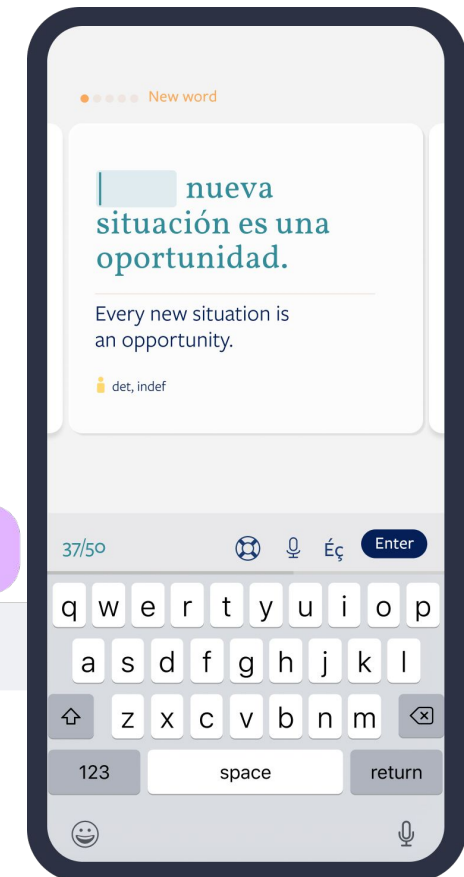 New word
nueva
situación es una
oportunidad.
Every new situation is
an opportunity.
det, indef
37/50
Éç
Enter
q w e r t y u i o p
a s d f g h j k l
z x c v b n m
123 space return